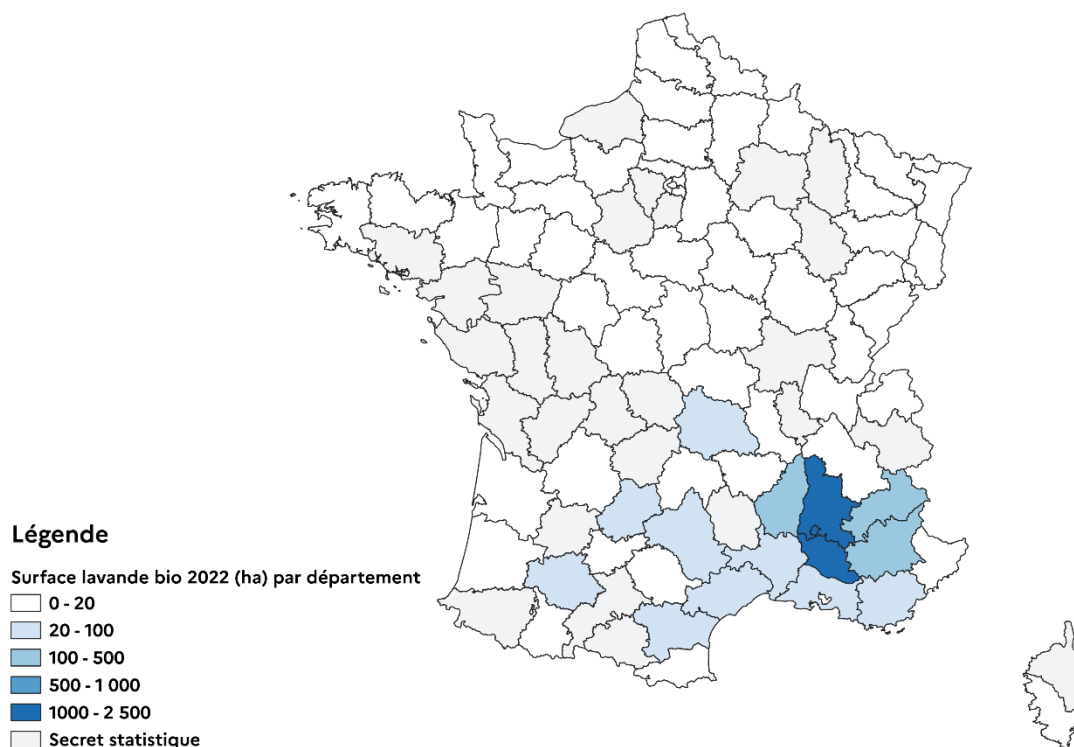 Légende
Surface lavande bio 2022 (ha) par département
0 - 20
20 - 100
100 - 500
500 - 1 000
1000 - 2 500
Secret statistique